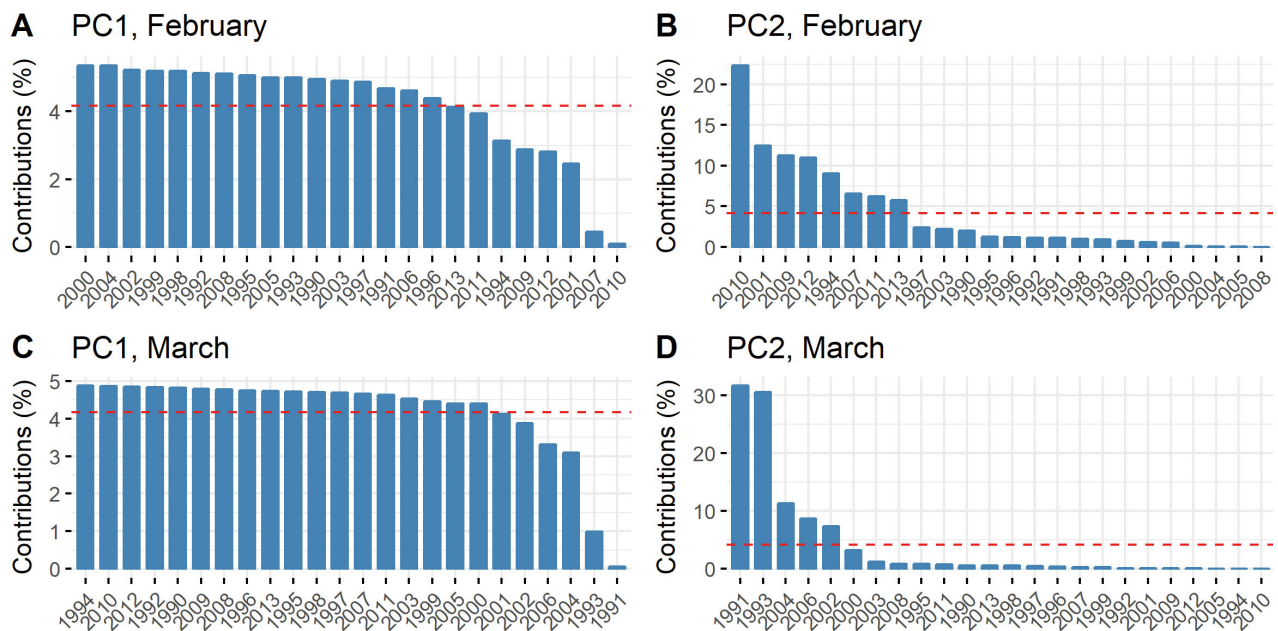 A PC1, February
Contributions (%)
4
2
0
2000 2004 2002 1999 1998 1992 2008 1995 2005 1993 1990 2003 1997 1991 2006 1996 2013 2011 1994 2009 2012 2001 2007 2010
B PC2, February
Contributions (%)
20
15
10
5
0
2010 2001 2009 2012 1994 2007 2011 2013 1997 2003 1990 1995 1996 1992 1991 1998 1993 1999 2002 2006 2000 2004 2005 2008
C PC1, March
Contributions (%)
5
4
3
2
1
0
1994 2010 2012 1992 1990 2009 2008 1996 2013 1995 1998 1997 2007 2011 2003 1999 2005 2000 2001 2002 2006 2004 1993 1991
D PC2, March
Contributions (%)
30
20
10
0
1991 1993 2004 2006 2002 2000 2003 2008 1995 2011 1990 2013 1998 1997 1996 2007 1999 1992 2001 2009 2012 2005 1994 2010